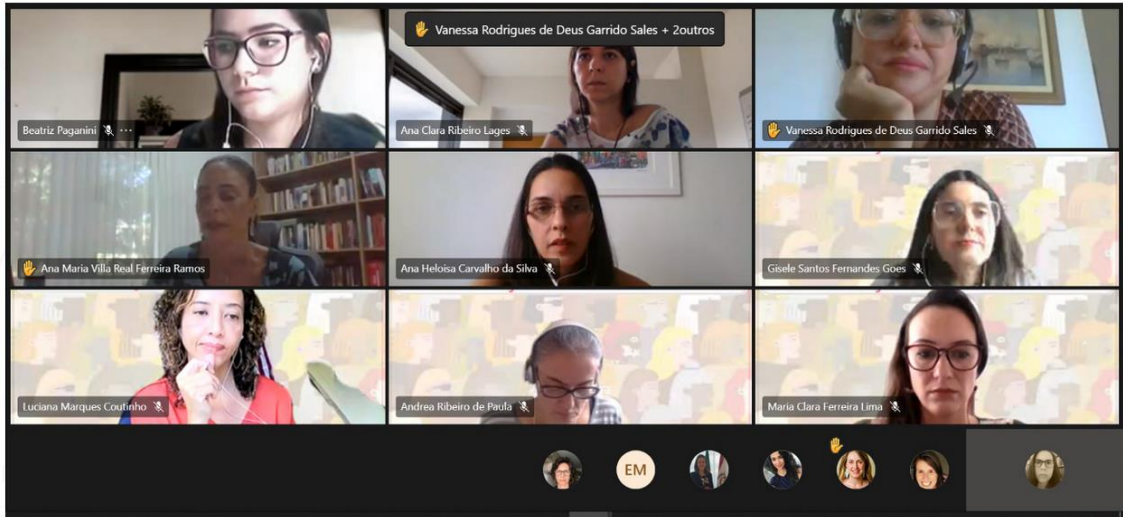 Vanessa Rodrigues de Deus Garrido Sales + 2outros
Beatriz Paganini
Ana Clara Ribeiro Lages
Vanessa Rodrigues de Deus Garrido Sales
Ana Maria Villa Real Ferreira Ramos
Ana Heloisa Carvalho da Silva
Gisele Santos Fernandes Goes
Luciana Marques Coutinho
Andrea Ribeiro de Paula
Maria Clara Ferreira Lima
EM